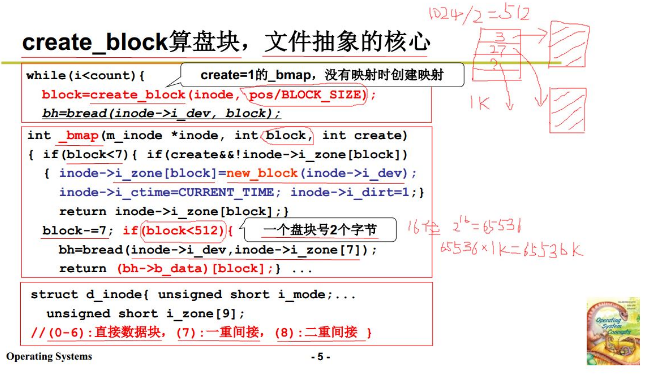 create_block算盘块，文件抽象的核心
while(i<count){
create=1的_bmap，没有映射时创建映射
block=create_block(inode, pos/BLOCK_SIZE);
bh=bread(inode->i_dev, block);
int _bmap(m_inode *inode, int block, int create)
{ if(block<7){ if(create&&!inode->i_zone[block])
{ inode->i_zone[block]=new_block(inode->i_dev);
inode->i_ctime=CURRENT_TIME; inode->i_dirt=1;}
return inode->i_zone[block];}
block-=7; if(block<512){
一个盘块号2个字节
bh=bread(inode->i_dev,inode->i_zone[7]);
return (bh->b_data)[block];} ...
struct d_inode{ unsigned short i_mode;...
unsigned short i_zone[9];
//(0-6):直接数据块，(7):一重间接，(8):二重间接 }
1024/2=512
3
27
1K
16位 2^16=65536
65536×1K=65536K
Operating System Concepts
Operating Systems
- 5 -